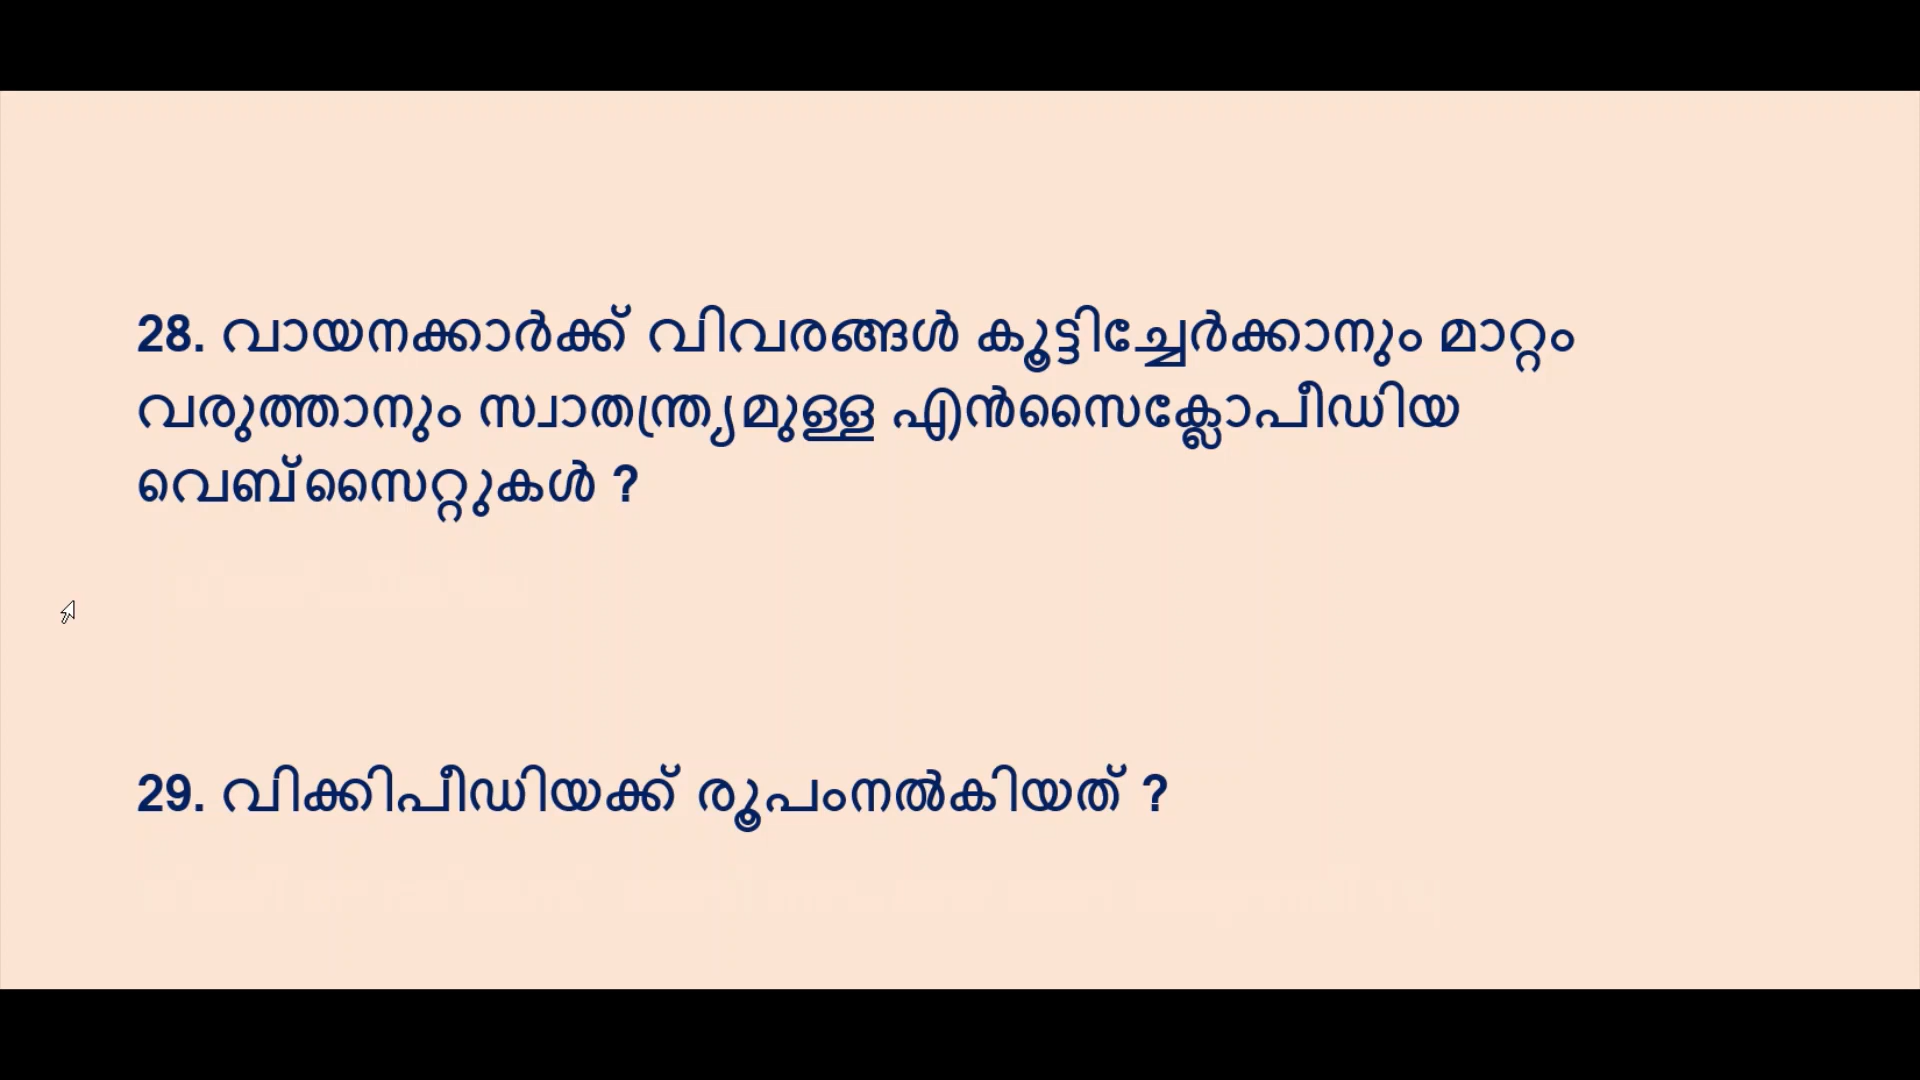 28. വായനക്കാർക്ക് വിവരങ്ങൾ കൂട്ടിച്ചേർക്കാനും മാറ്റം
വരുത്താനും സ്വാതന്ത്ര്യമുള്ള എൻസൈക്ലോപീഡിയ
വെബ്സൈറ്റുകൾ ?
29. വിക്കിപീഡിയക്ക് രൂപംനൽകിയത് ?